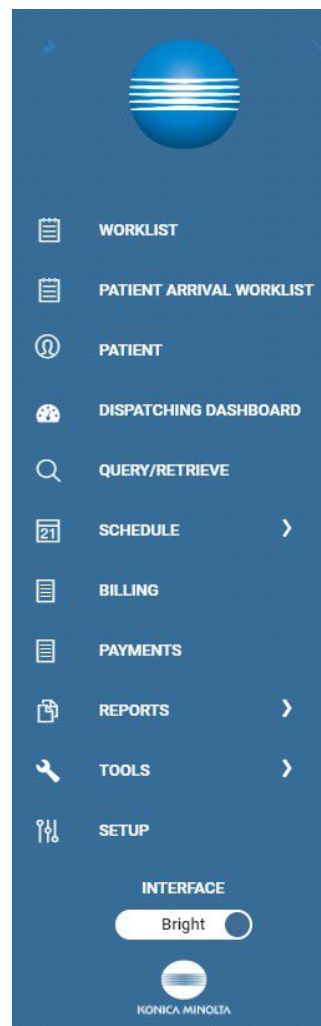 WORKLIST
PATIENT ARRIVAL WORKLIST
PATIENT
DISPATCHING DASHBOARD
QUERY/RETRIEVE
21
SCHEDULE
BILLING
PAYMENTS
REPORTS
TOOLS
SETUP
INTERFACE
Bright
KONICA MINOLTA